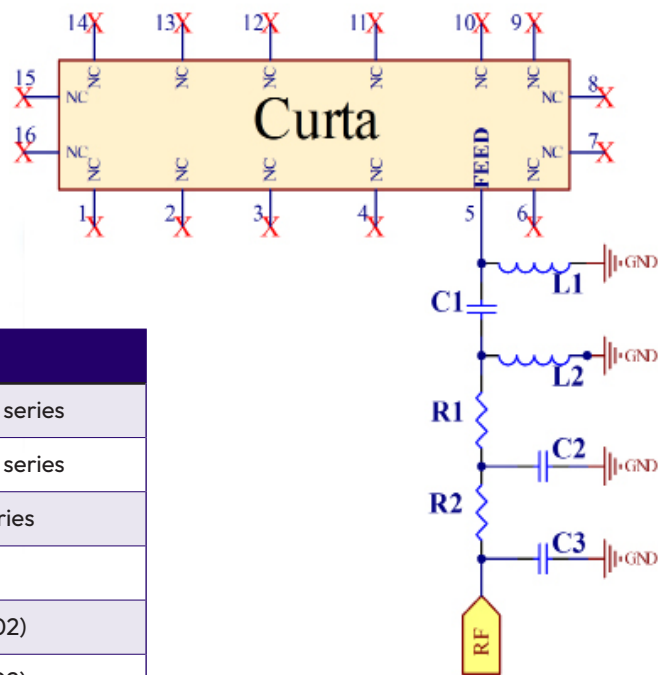 14 13 12 11 10 9
NC NC NC NC NC NC
15 NC NC 8
Curta
16 NC NC 7
NC NC NC NC FEED NC
1 2 3 4 5 6
L1 GND
C1
L2 GND
series
R1
series
C2 GND
R2
ries
C3 GND
02)
RF